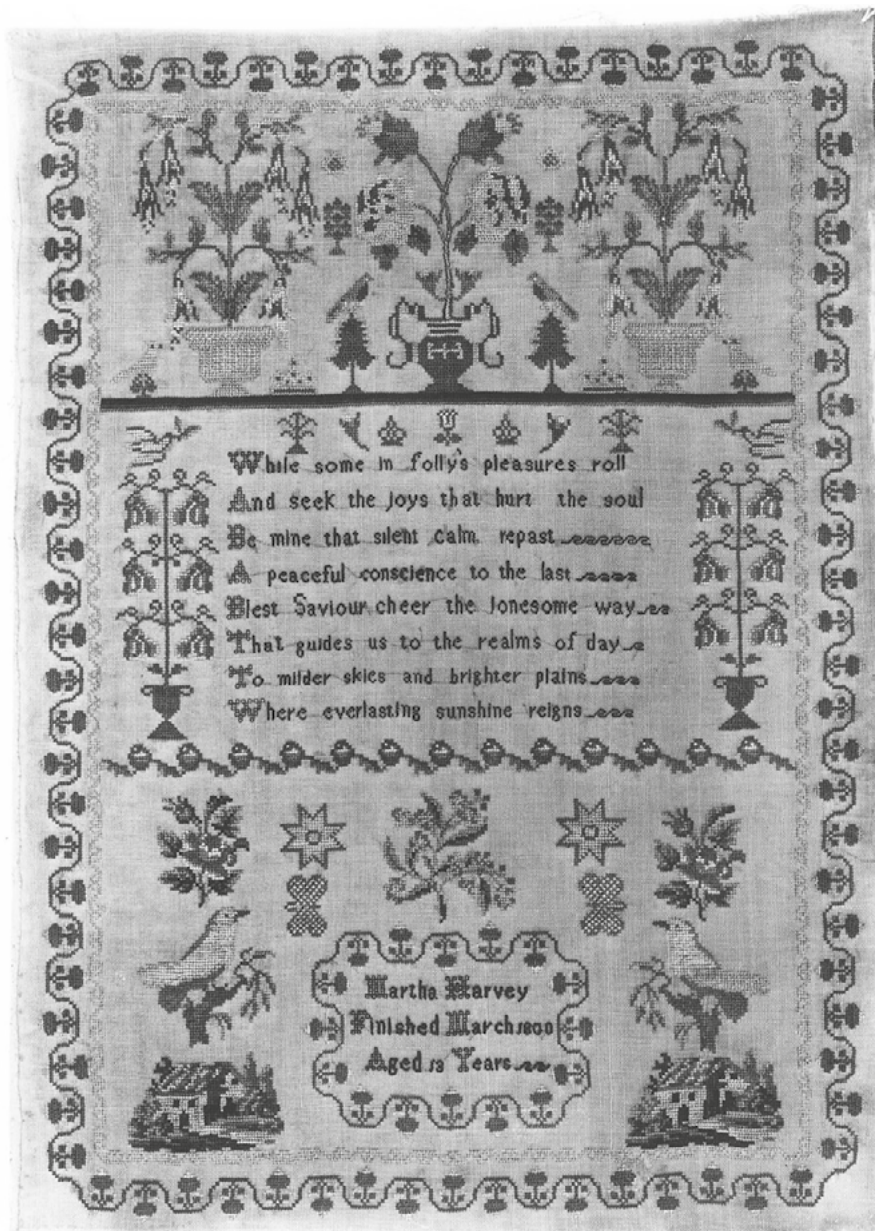 While some in folly's pleasures roll
And seek the joys that hurt the soul
Be mine that silent calm repast
A peaceful conscience to the last
Blest Saviour cheer the lonesome way
That guides us to the realms of day
To milder skies and brighter plains
Where everlasting sunshine reigns
Martha Harvey
Finished March
Aged Years